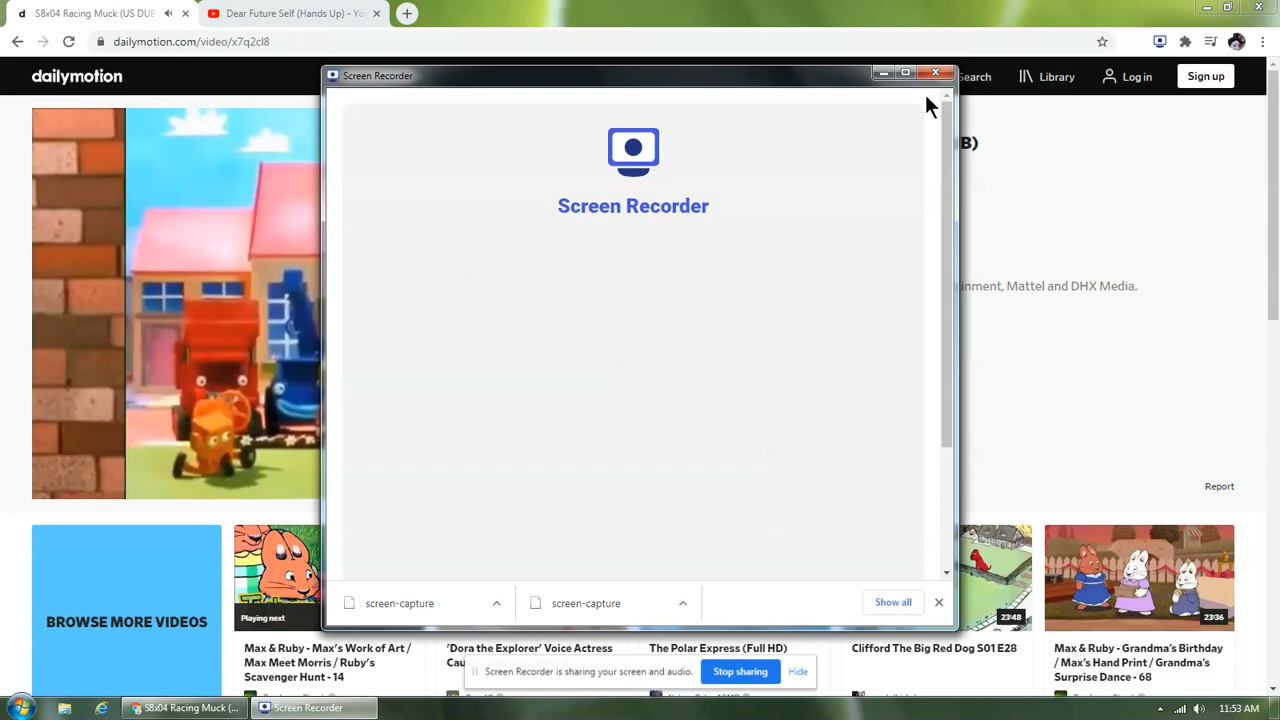 S8x04 Racing Muck (US DUB
Dear Future Self (Hands Up) - Yo
dailymotion.com/video/x7q2cl8
dailymotion
Search
Library
Log in
Sign up
Screen Recorder
B)
Screen Recorder
inment, Mattel and DHX Media.
Report
screen-capture
screen-capture
Show all
BROWSE MORE VIDEOS
Playing next
23:48
23:36
Max & Ruby - Max's Work of Art /
Max Meet Morris / Ruby's
Scavenger Hunt - 14
'Dora the Explorer' Voice Actress
Cau
The Polar Express (Full HD)
Clifford The Big Red Dog S01 E28
Max & Ruby - Grandma's Birthday
/ Max's Hand Print / Grandma's
Surprise Dance - 68
Screen Recorder is sharing your screen and audio.
Stop sharing
Hide
S8x04 Racing Muck (...
Screen Recorder
11:53 AM